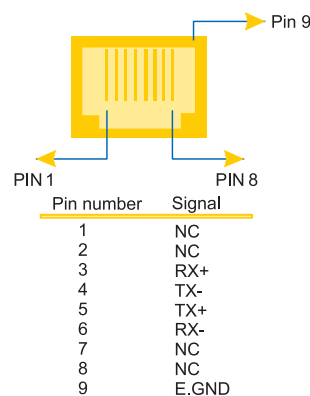 Pin 9
PIN 1 PIN 8
Pin number Signal
1 NC
2 NC
3 RX+
4 TX-
5 TX+
6 RX-
7 NC
8 NC
9 E.GND